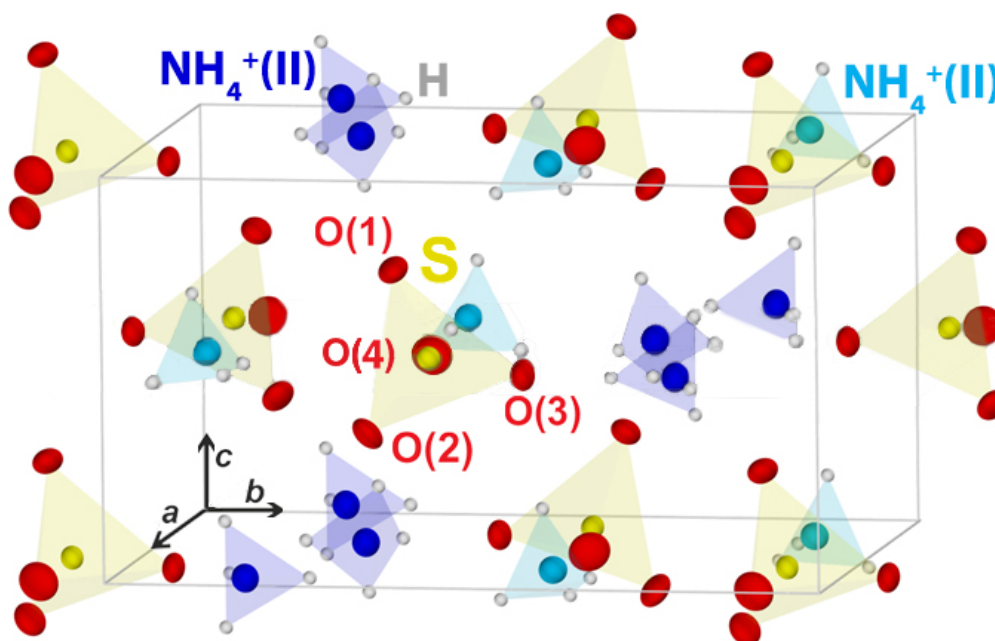 NH₄⁺(II)
H
NH₄⁺(II)
O(1)
S
O(4)
O(3)
O(2)
c
a
b